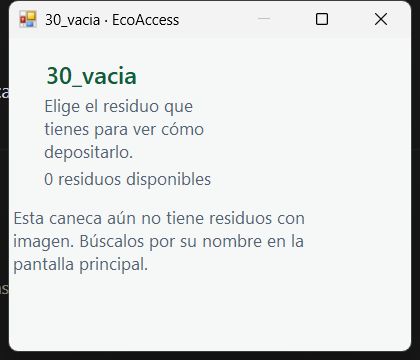 30_vacia · EcoAccess
30_vacia
Elige el residuo que
tienes para ver cómo
depositarlo.
0 residuos disponibles
Esta caneca aún no tiene residuos con
imagen. Búscalos por su nombre en la
pantalla principal.